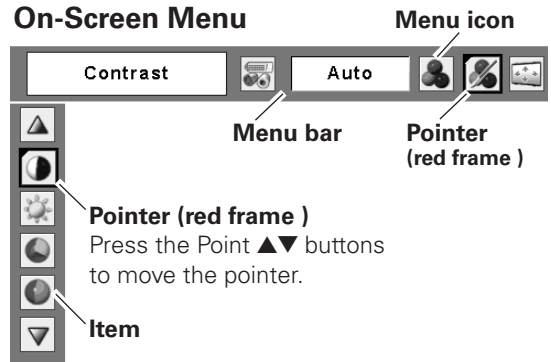 On-Screen Menu
Menu icon
Contrast
Auto
Menu bar
Pointer
(red frame )
Pointer (red frame )
Press the Point ▲▼ buttons
to move the pointer.
Item